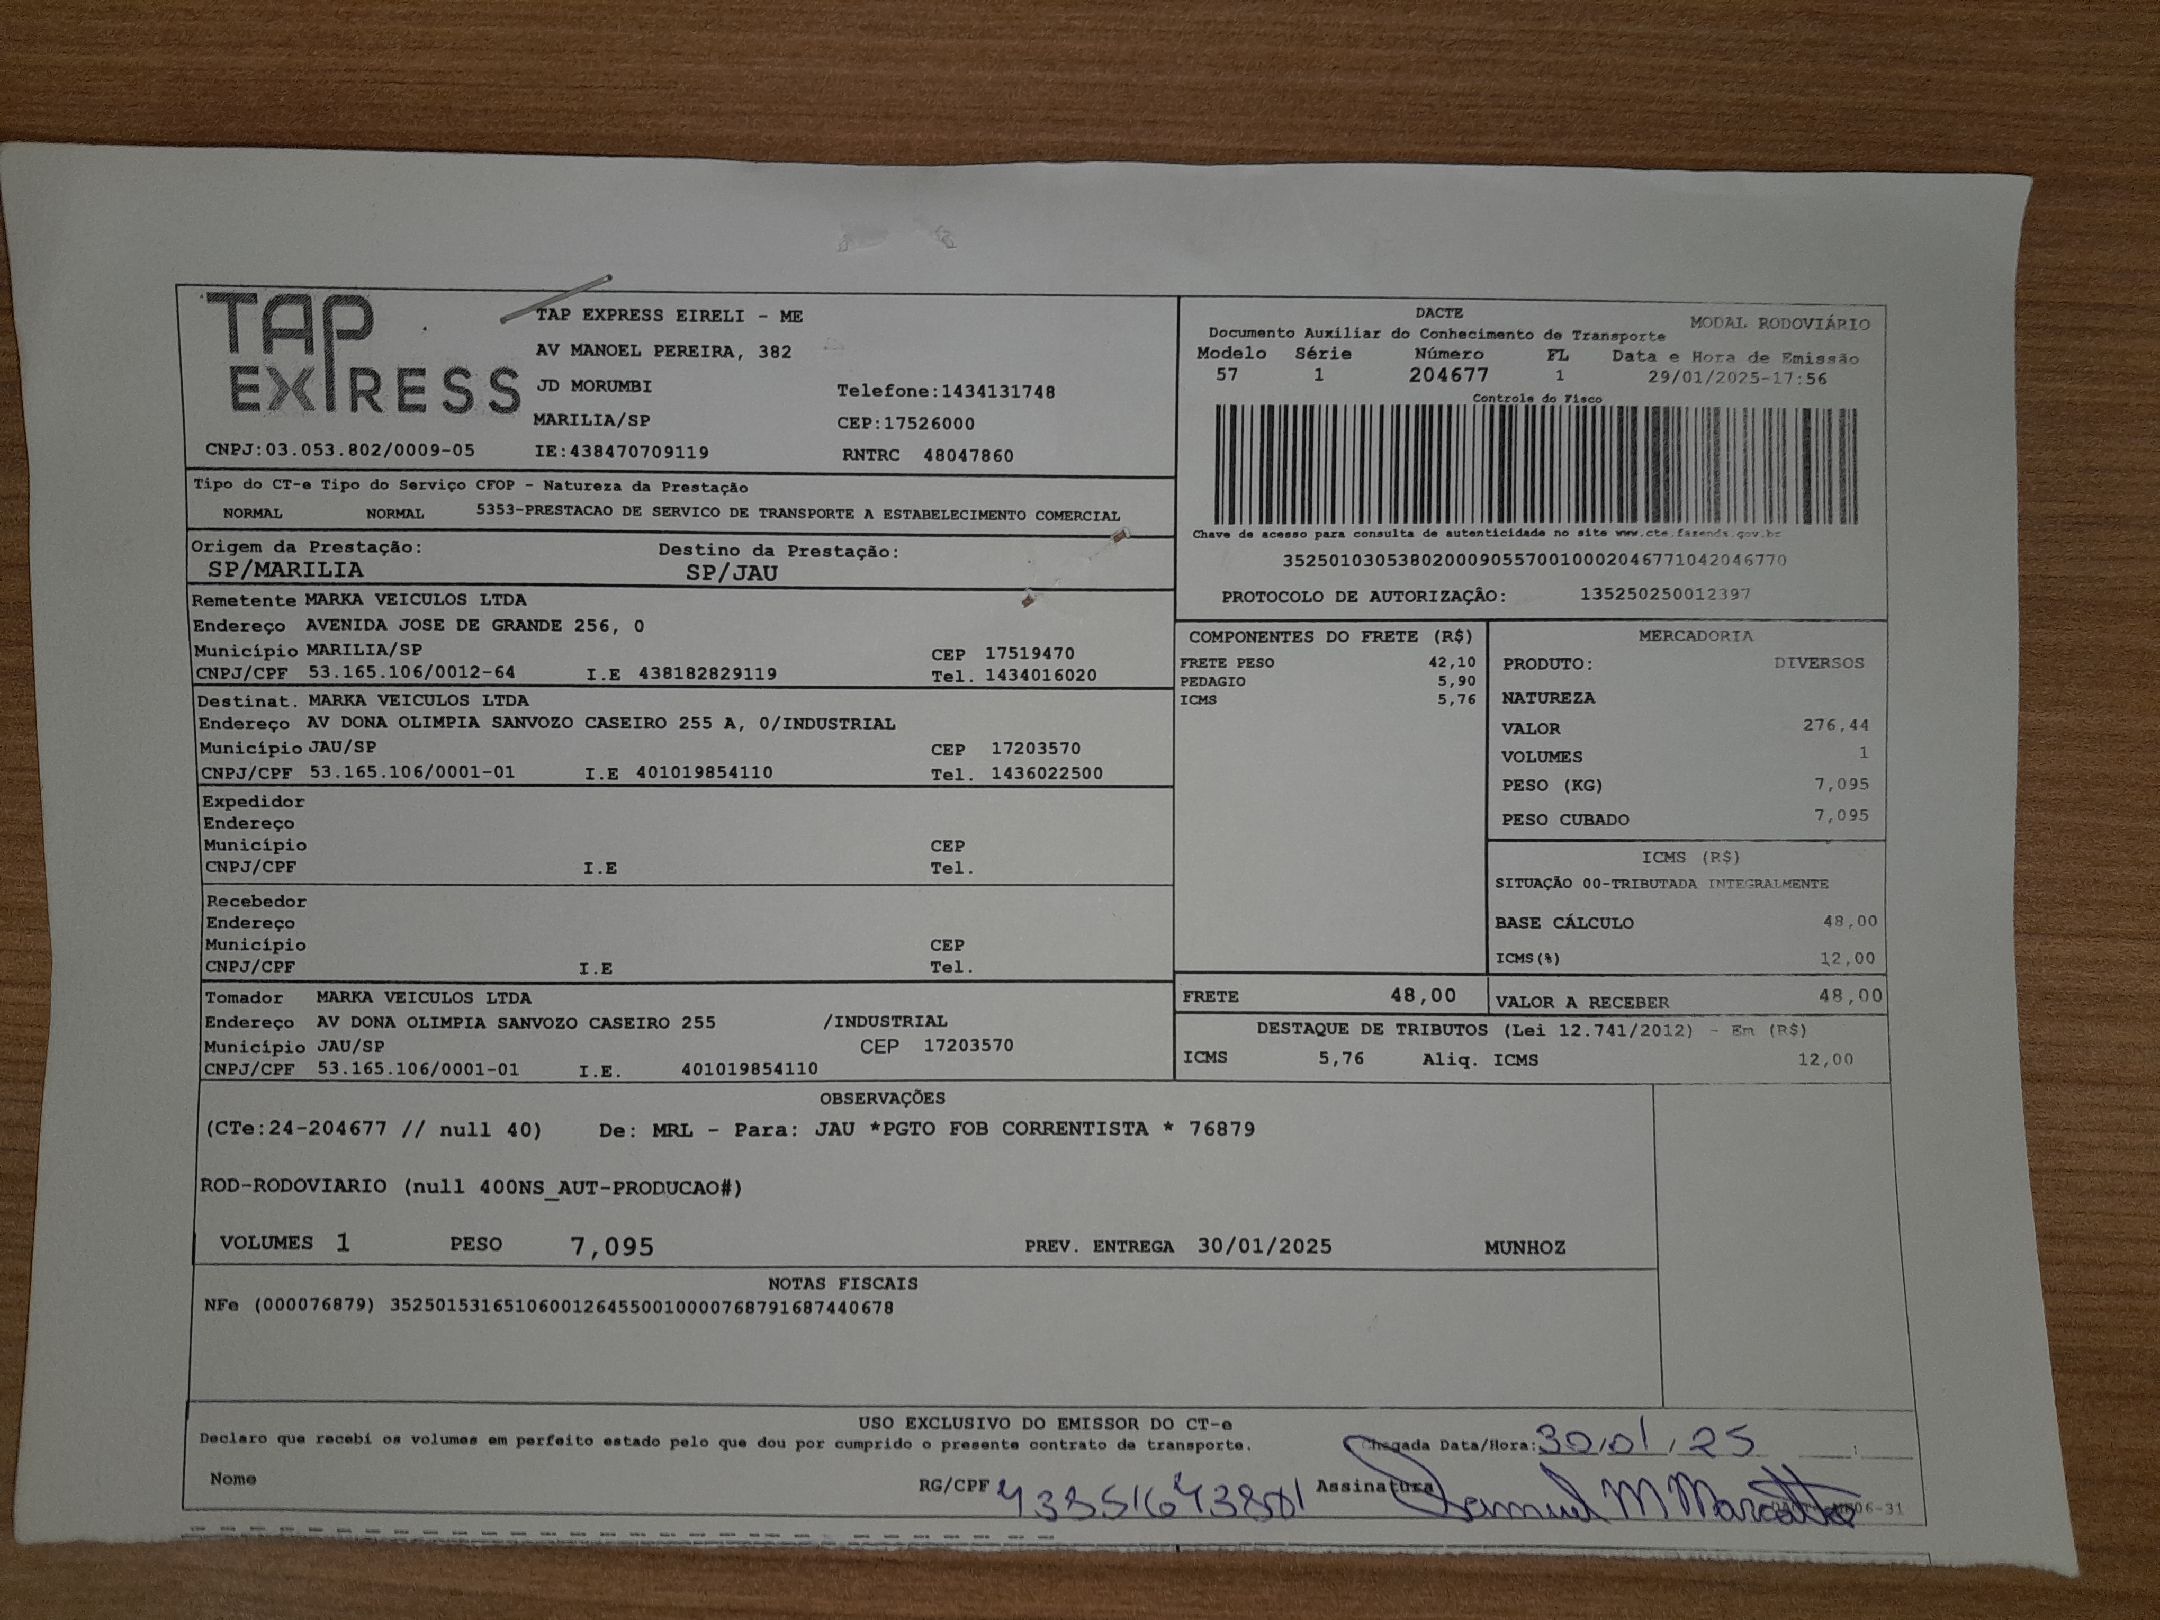 TAP
EXPRESS
TAP EXPRESS EIRELI - ME
AV MANOEL PEREIRA, 382
JD MORUMBI Telefone:1434131748
MARILIA/SP CEP:17526000
CNPJ:03.053.802/0009-05 IE:438470709119 RNTRC 48047860
DACTE
Documento Auxiliar do Conhecimento de Transporte MODAL RODOVIÁRIO
Modelo Série Número FL Data e Hora de Emissão
57 1 204677 1 29/01/2025-17:56
Controle do Fisco
Chave de acesso para consulta de autenticidade no site www.cte.fazenda.gov.br
35250103053802000905570010002046771042046770
PROTOCOLO DE AUTORIZAÇÂO: 135250250012397
Tipo do CT-e Tipo do Serviço CFOP - Natureza da Prestação
NORMAL NORMAL 5353-PRESTACAO DE SERVICO DE TRANSPORTE A ESTABELECIMENTO COMERCIAL
Origem da Prestação: Destino da Prestação:
SP/MARILIA SP/JAU
Remetente MARKA VEICULOS LTDA
Endereço AVENIDA JOSE DE GRANDE 256, 0
Município MARILIA/SP CEP 17519470
CNPJ/CPF 53.165.106/0012-64 I.E 438182829119 Tel. 1434016020
Destinat. MARKA VEICULOS LTDA
Endereço AV DONA OLIMPIA SANVOZO CASEIRO 255 A, 0/INDUSTRIAL
Município JAU/SP CEP 17203570
CNPJ/CPF 53.165.106/0001-01 I.E 401019854110 Tel. 1436022500
Expedidor
Endereço
Município CEP
CNPJ/CPF I.E Tel.
Recebedor
Endereço
Município CEP
CNPJ/CPF I.E Tel.
Tomador MARKA VEICULOS LTDA
Endereço AV DONA OLIMPIA SANVOZO CASEIRO 255 /INDUSTRIAL
Município JAU/SP CEP 17203570
CNPJ/CPF 53.165.106/0001-01 I.E. 401019854110
COMPONENTES DO FRETE (R$)
FRETE PESO 42,10
PEDAGIO 5,90
ICMS 5,76
MERCADORIA
PRODUTO: DIVERSOS
NATUREZA
VALOR 276,44
VOLUMES 1
PESO (KG) 7,095
PESO CUBADO 7,095
ICMS (R$)
SITUAÇÃO 00-TRIBUTADA INTEGRALMENTE
BASE CÁLCULO 48,00
ICMS(%) 12,00
FRETE 48,00 VALOR A RECEBER 48,00
DESTAQUE DE TRIBUTOS (Lei 12.741/2012) - Em (R$)
ICMS 5,76 Aliq. ICMS 12,00
OBSERVAÇÕES
(CTe:24-204677 // null 40) De: MRL - Para: JAU *PGTO FOB CORRENTISTA * 76879
ROD-RODOVIARIO (null 400NS_AUT-PRODUCAO#)
VOLUMES 1 PESO 7,095 PREV. ENTREGA 30/01/2025 MUNHOZ
NOTAS FISCAIS
NFe (000076879) 35250153165106001264550010000768791687440678
USO EXCLUSIVO DO EMISSOR DO CT-e
Declaro que recebi os volumes em perfeito estado pelo que dou por cumprido o presente contrato de transporte. Chegada Data/Hora: 30/01/25
Nome RG/CPF Assinatura Samuel M